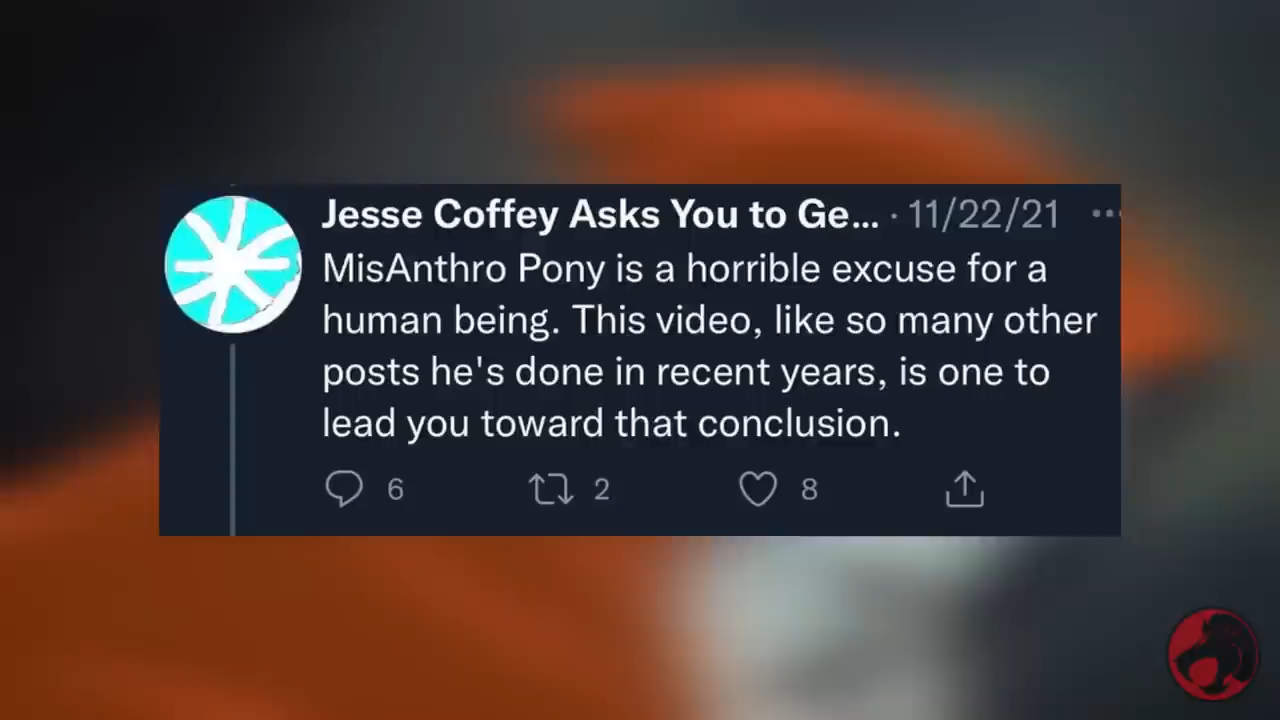 Jesse Coffey Asks You to Ge... · 11/22/21 ...
MisAnthro Pony is a horrible excuse for a
human being. This video, like so many other
posts he's done in recent years, is one to
lead you toward that conclusion.
6 2 8